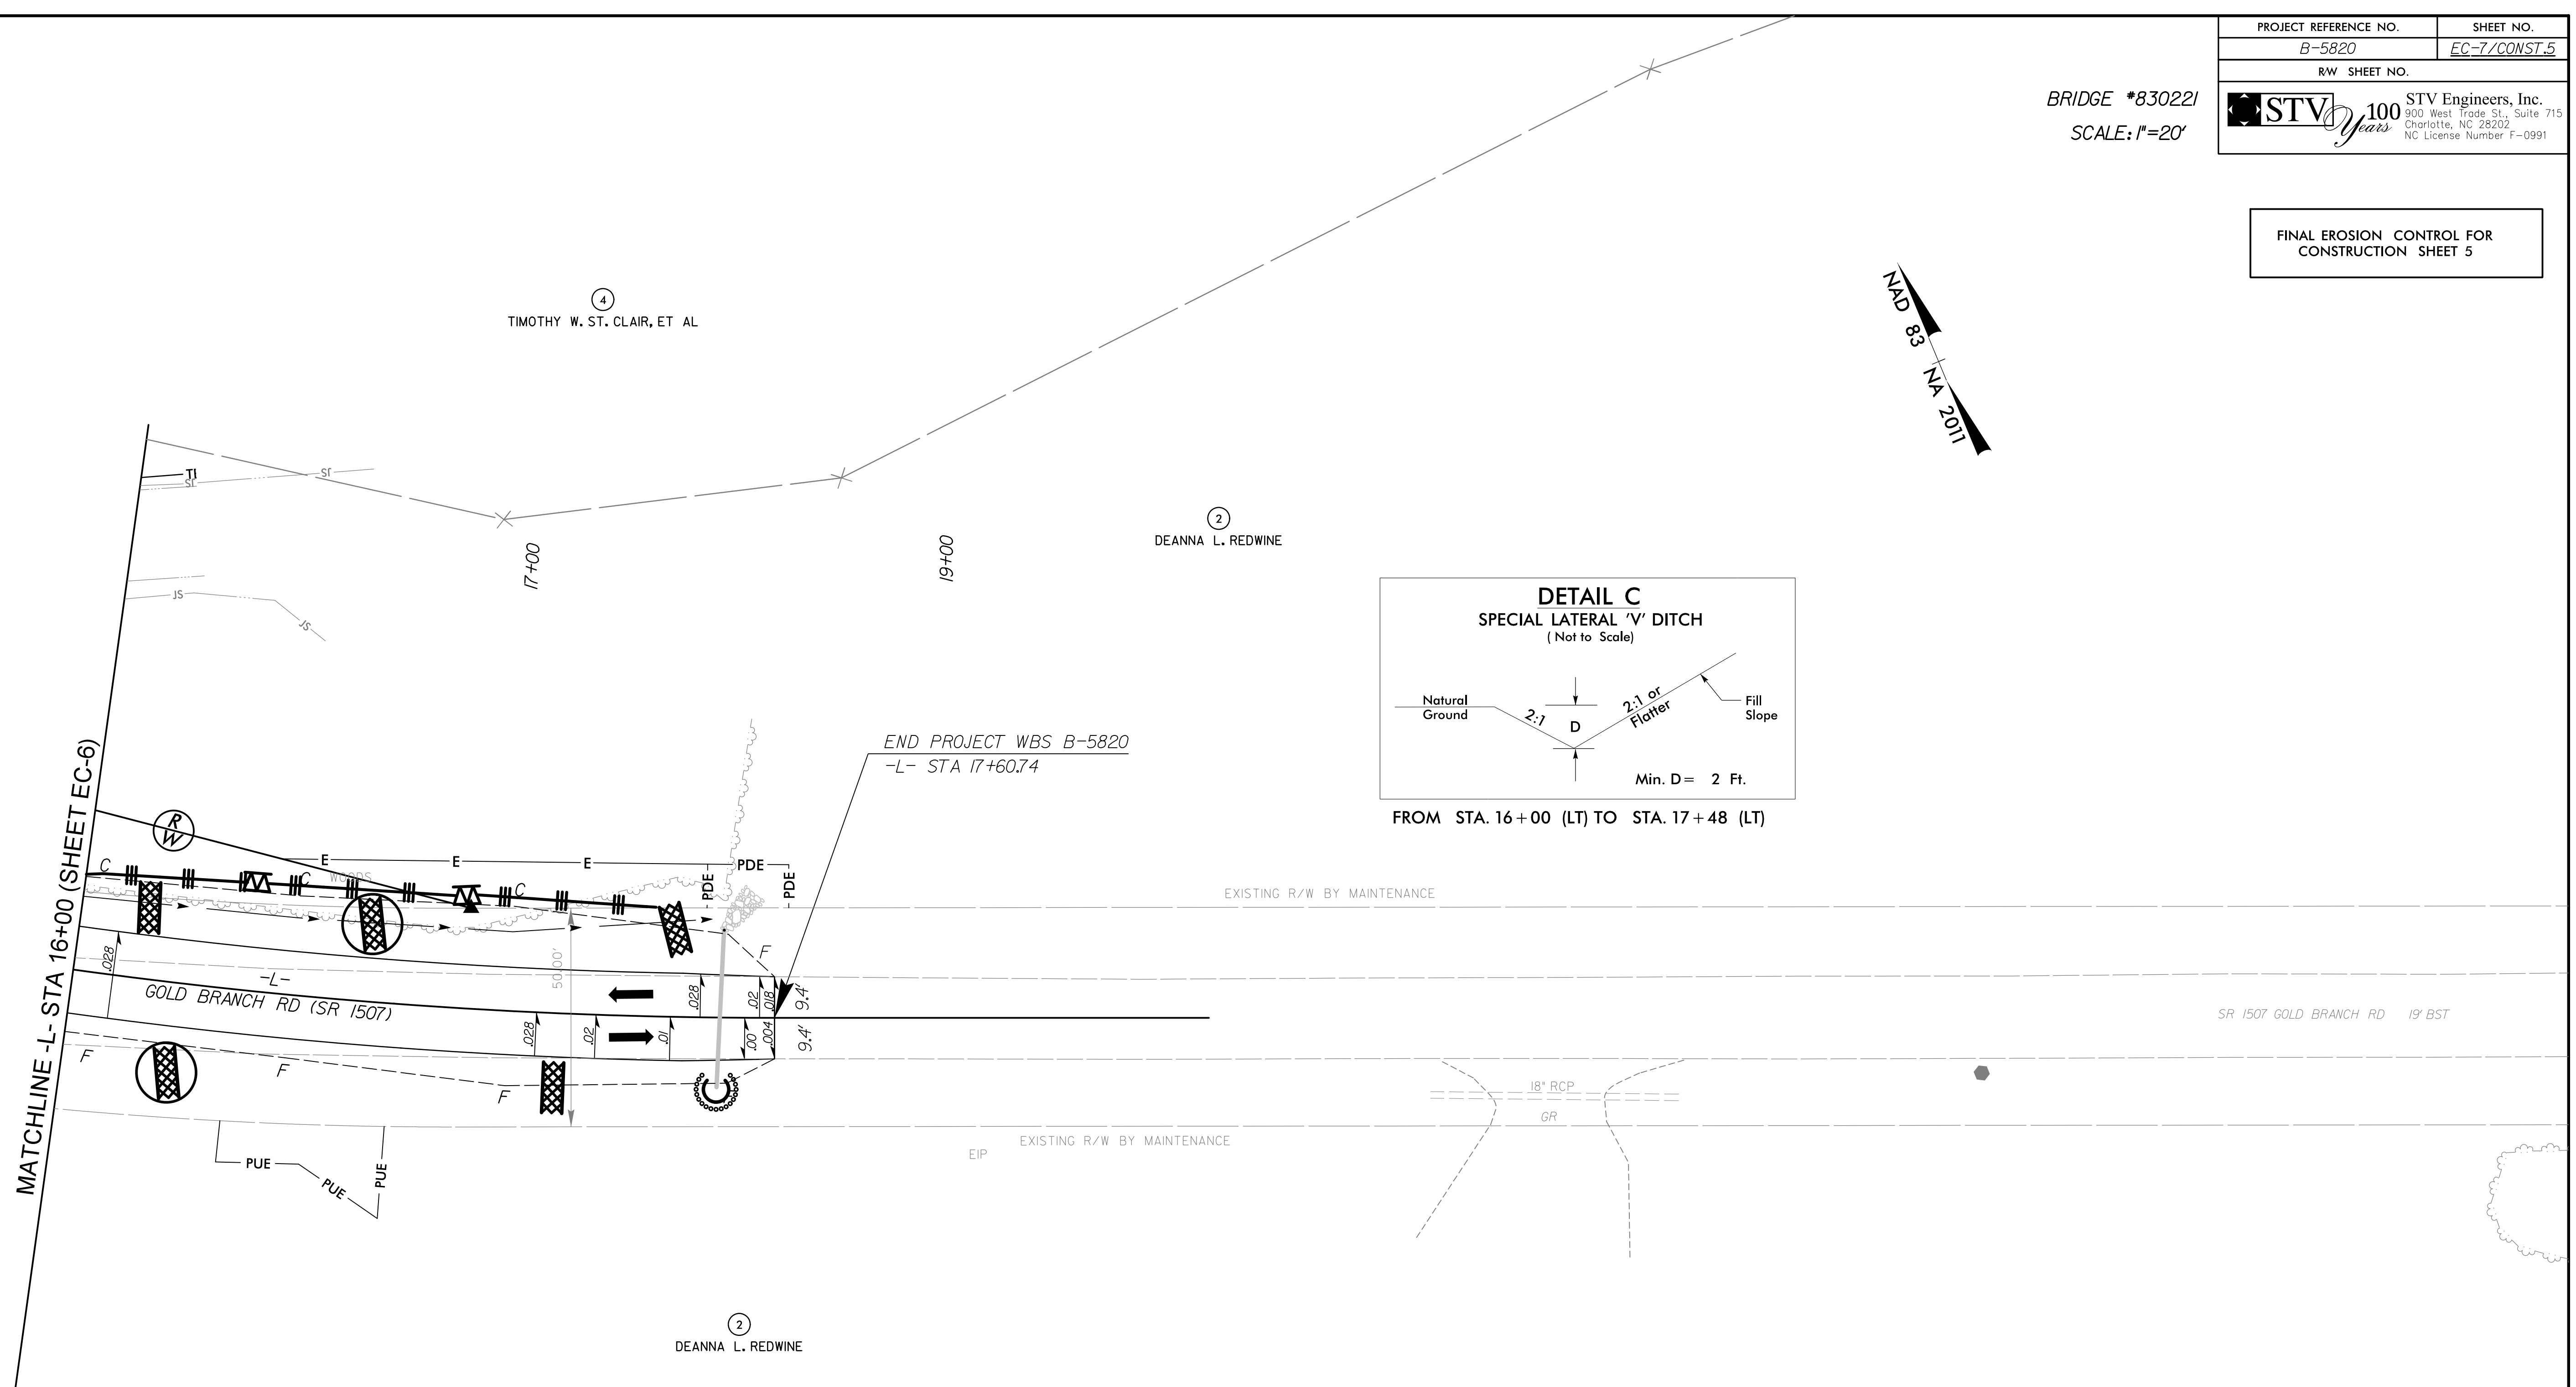 PROJECT REFERENCE NO.
SHEET NO.
B-5820
EC-7/CONST.5
R/W SHEET NO.
STV
100
Years
STV Engineers, Inc.
900 West Trade St., Suite 715
Charlotte, NC 28202
NC License Number F-0991
BRIDGE #830221
SCALE: 1"=20'
FINAL EROSION CONTROL FOR
CONSTRUCTION SHEET 5
NAD 83
NA 2011
4
TIMOTHY W. ST. CLAIR, ET AL
TI
JS
JS
JS
JS
17+00
19+00
2
DEANNA L. REDWINE
DETAIL C
SPECIAL LATERAL 'V' DITCH
( Not to Scale)
Natural
Ground
2:1
D
2:1 or
Flatter
Fill
Slope
Min. D= 2 Ft.
FROM STA. 16+00 (LT) TO STA. 17+48 (LT)
END PROJECT WBS B-5820
-L- STA 17+60.74
MATCHLINE -L- STA 16+00 (SHEET EC-6)
R
W
C
C
C
WOODS
E
E
E
PDE
PDE
PDE
EXISTING R/W BY MAINTENANCE
F
.028
50.00'
-L-
GOLD BRANCH RD (SR 1507)
.028
.02
.018
9.4'
.028
.02
.01
.00
.004
9.4'
SR 1507 GOLD BRANCH RD 19' BST
F
F
F
18" RCP
GR
EXISTING R/W BY MAINTENANCE
EIP
PUE
PUE
PUE
2
DEANNA L. REDWINE